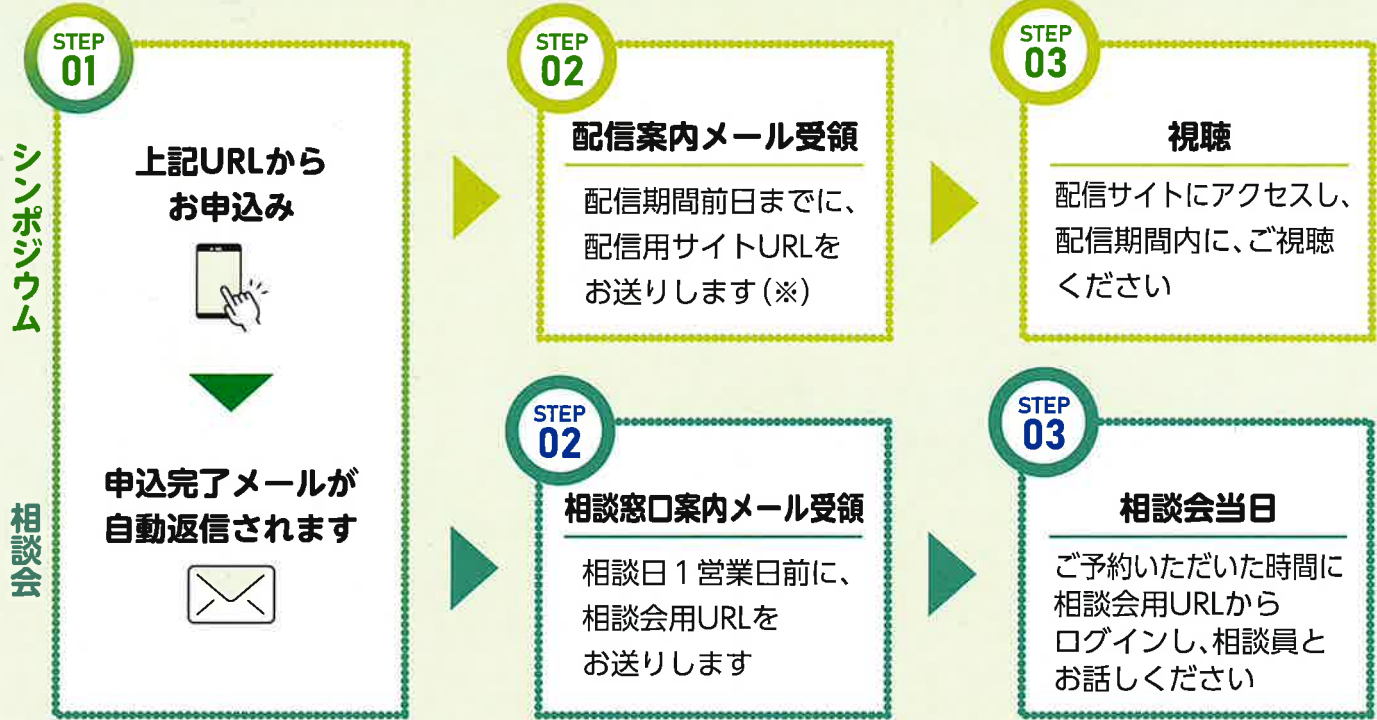 シンポジウム
相談会
STEP
01
上記URLから
お申込み
申込完了メールが
自動返信されます
STEP
02
配信案内メール受領
配信期間前日までに、
配信用サイトURLを
お送りします(※)
STEP
03
視聴
配信サイトにアクセスし、
配信期間内に、ご視聴
ください
STEP
02
相談窓口案内メール受領
相談日1営業日前に、
相談会用URLを
お送りします
STEP
03
相談会当日
ご予約いただいた時間に
相談会用URLから
ログインし、相談員と
お話しください